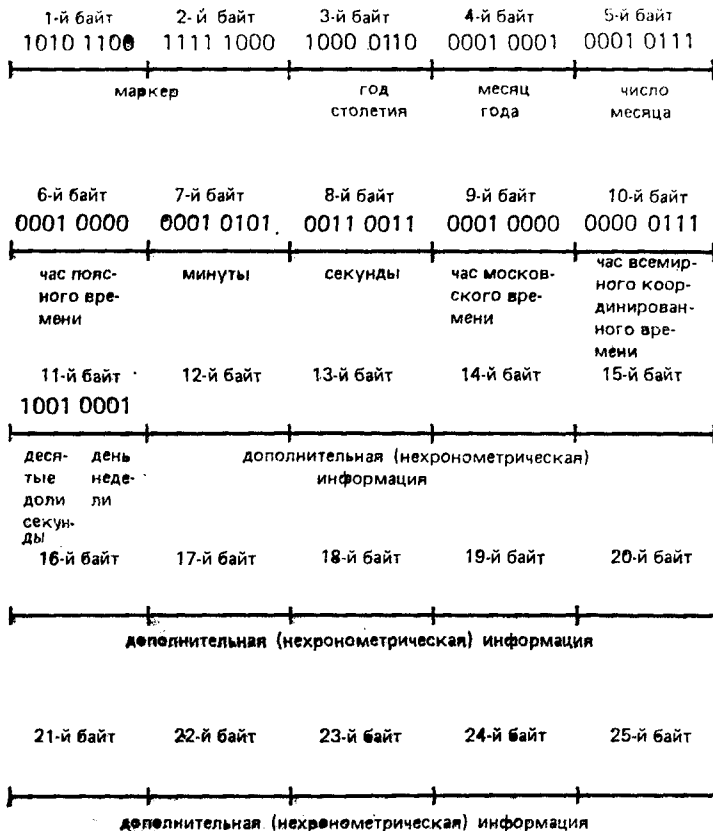 1-й байт 2-й байт 3-й байт 4-й байт 5-й байт
1010 1100 1111 1000 1000 0110 0001 0001 0001 0111
маркер год месяц число
столетия года месяца
6-й байт 7-й байт 8-й байт 9-й байт 10-й байт
0001 0000 0001 0101 0011 0011 0001 0000 0000 0111
час пояс- минуты секунды час москов- час всемир-
ного вре- ского вре- ного коор-
мени мени динирован-
ного вре-
мени
11-й байт 12-й байт 13-й байт 14-й байт 15-й байт
1001 0001
деся- день дополнительная (нехронометрическая)
тые неде- информация
доли ли
секун-
ды
16-й байт 17-й байт 18-й байт 19-й байт 20-й байт
дополнительная (нехронометрическая) информация
21-й байт 22-й байт 23-й байт 24-й байт 25-й байт
дополнительная (нехронометрическая) информация